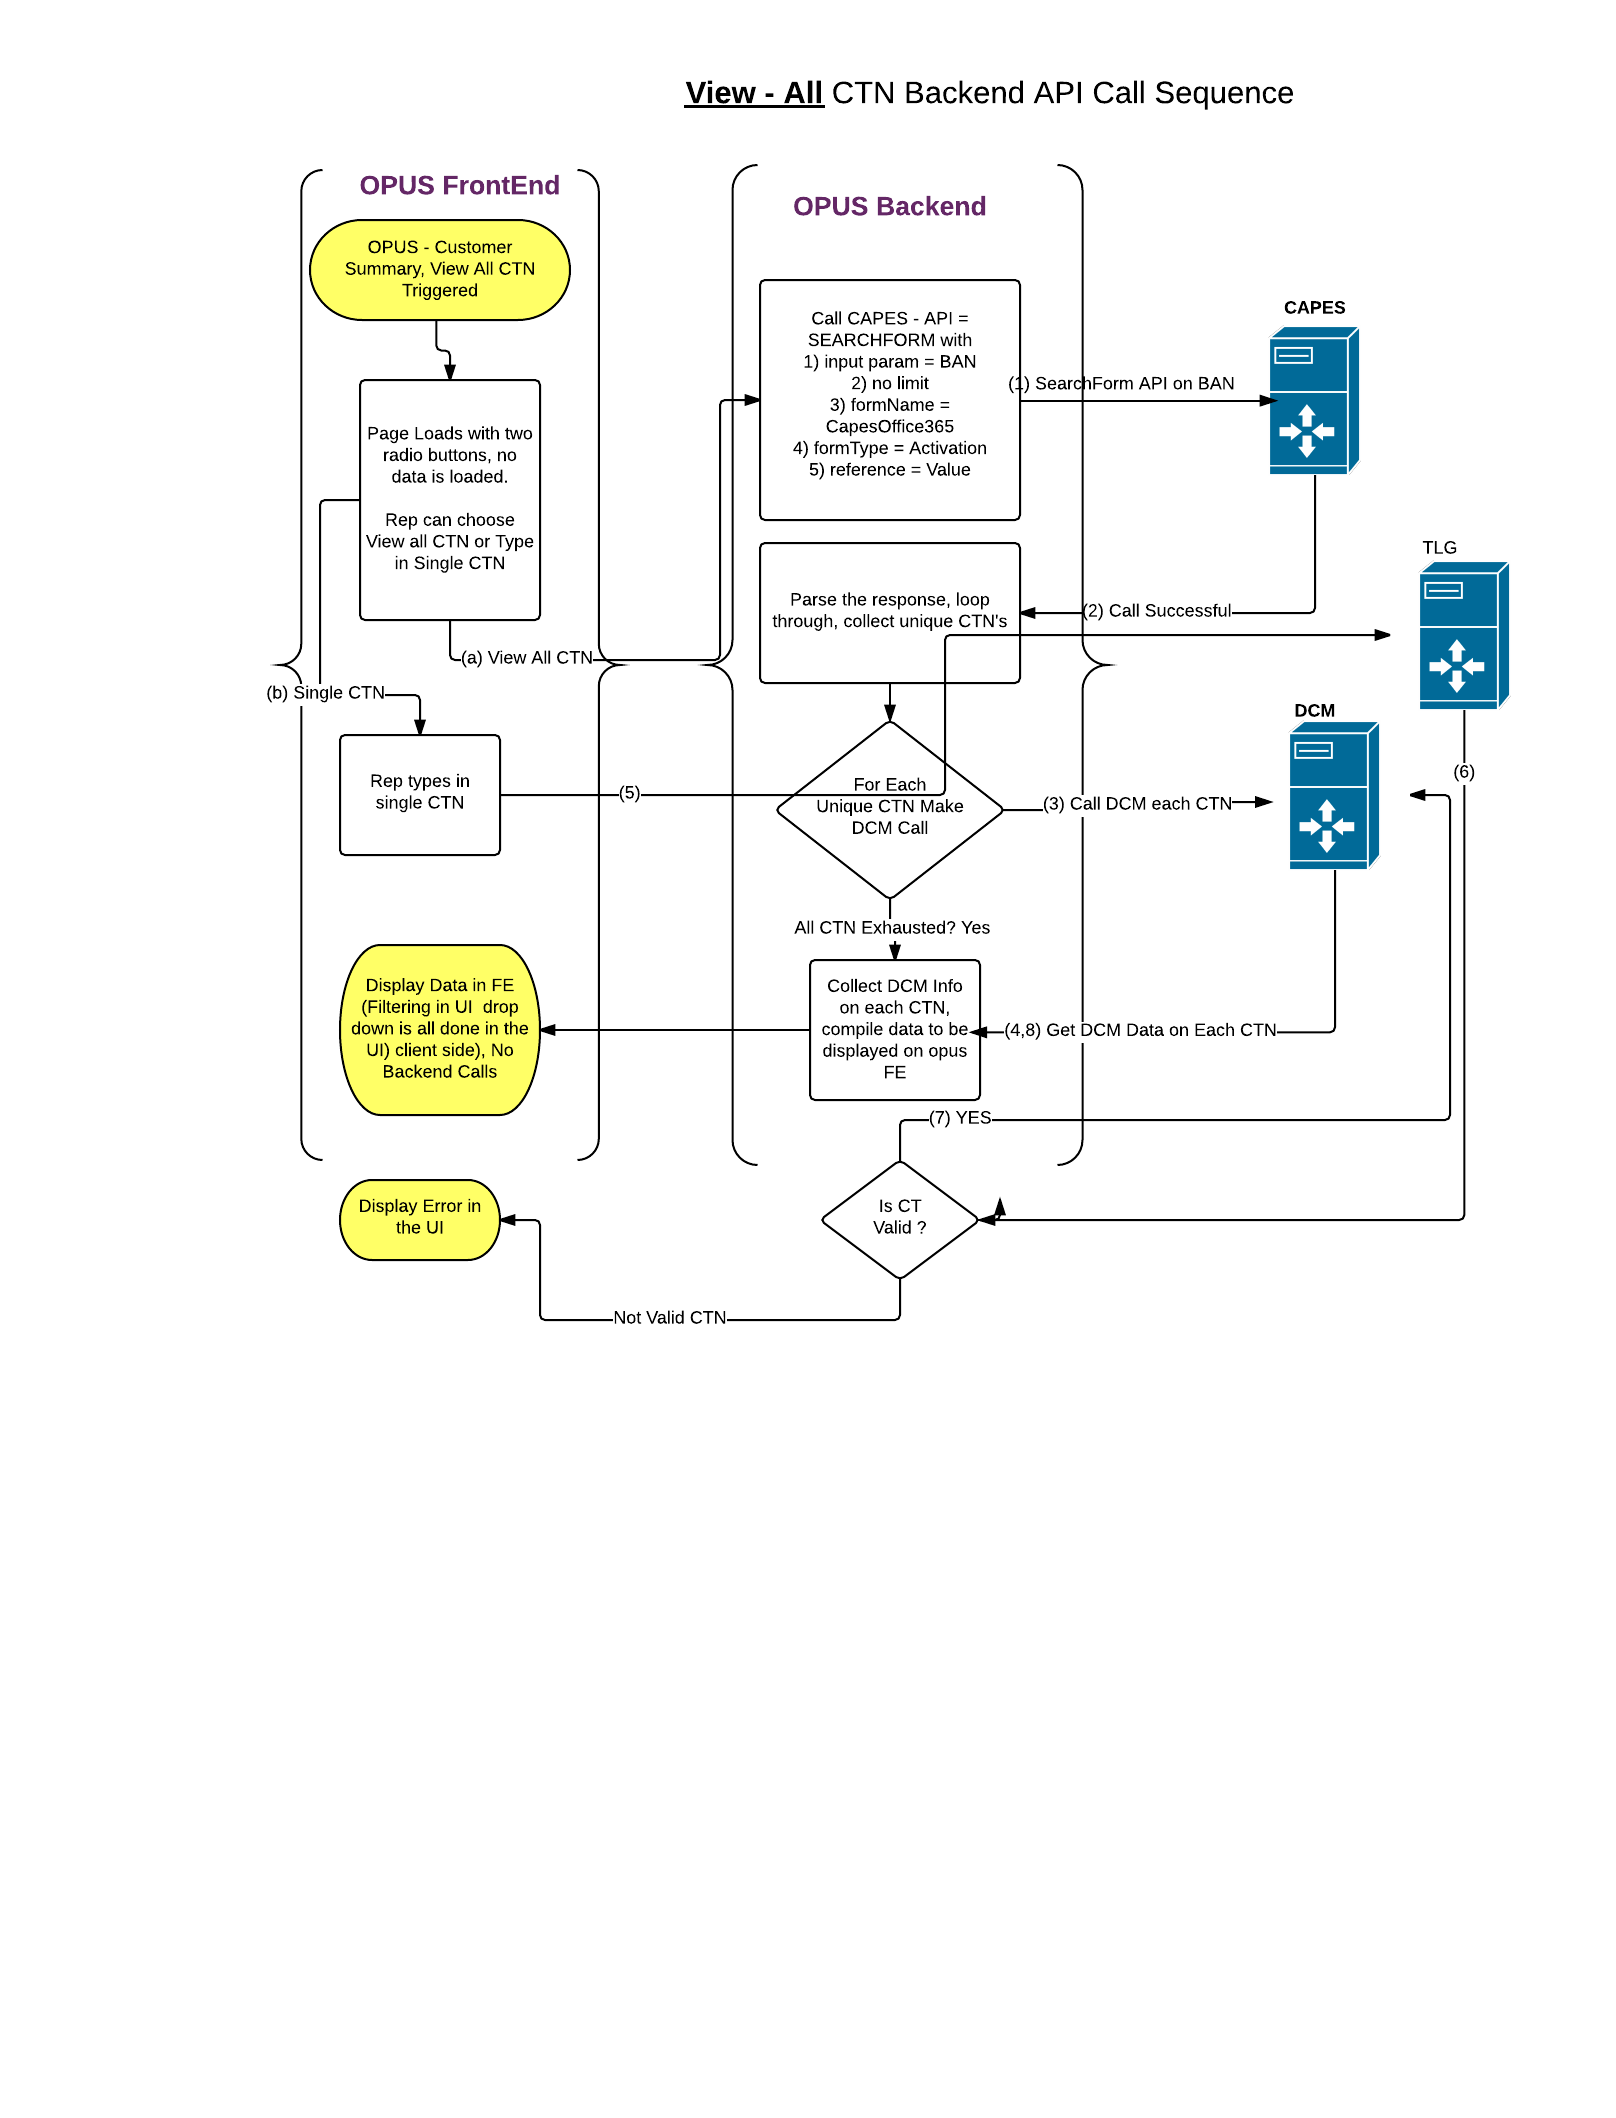 View - All CTN Backend API Call Sequence
OPUS FrontEnd
OPUS - Customer
Summary, View All CTN
Triggered
Page Loads with two
radio buttons, no
data is loaded.
Rep can choose
View all CTN or Type
in Single CTN
(a) View All CTN
(b) Single CTN
Rep types in
single CTN
(5)
Display Data in FE
(Filtering in UI  drop
down is all done in the
UI) client side), No
Backend Calls
Display Error in
the UI
OPUS Backend
Call CAPES - API =
SEARCHFORM with
1) input param = BAN
2) no limit
3) formName =
CapesOffice365
4) formType = Activation
5) reference = Value
(1) SearchForm API on BAN
CAPES
Parse the response, loop
through, collect unique CTN's
(2) Call Successful
TLG
For Each
Unique CTN Make
DCM Call
(3) Call DCM each CTN
DCM
(6)
All CTN Exhausted? Yes
Collect DCM Info
on each CTN,
compile data to be
displayed on opus
FE
(4,8) Get DCM Data on Each CTN
(7) YES
Is CT
Valid ?
Not Valid CTN